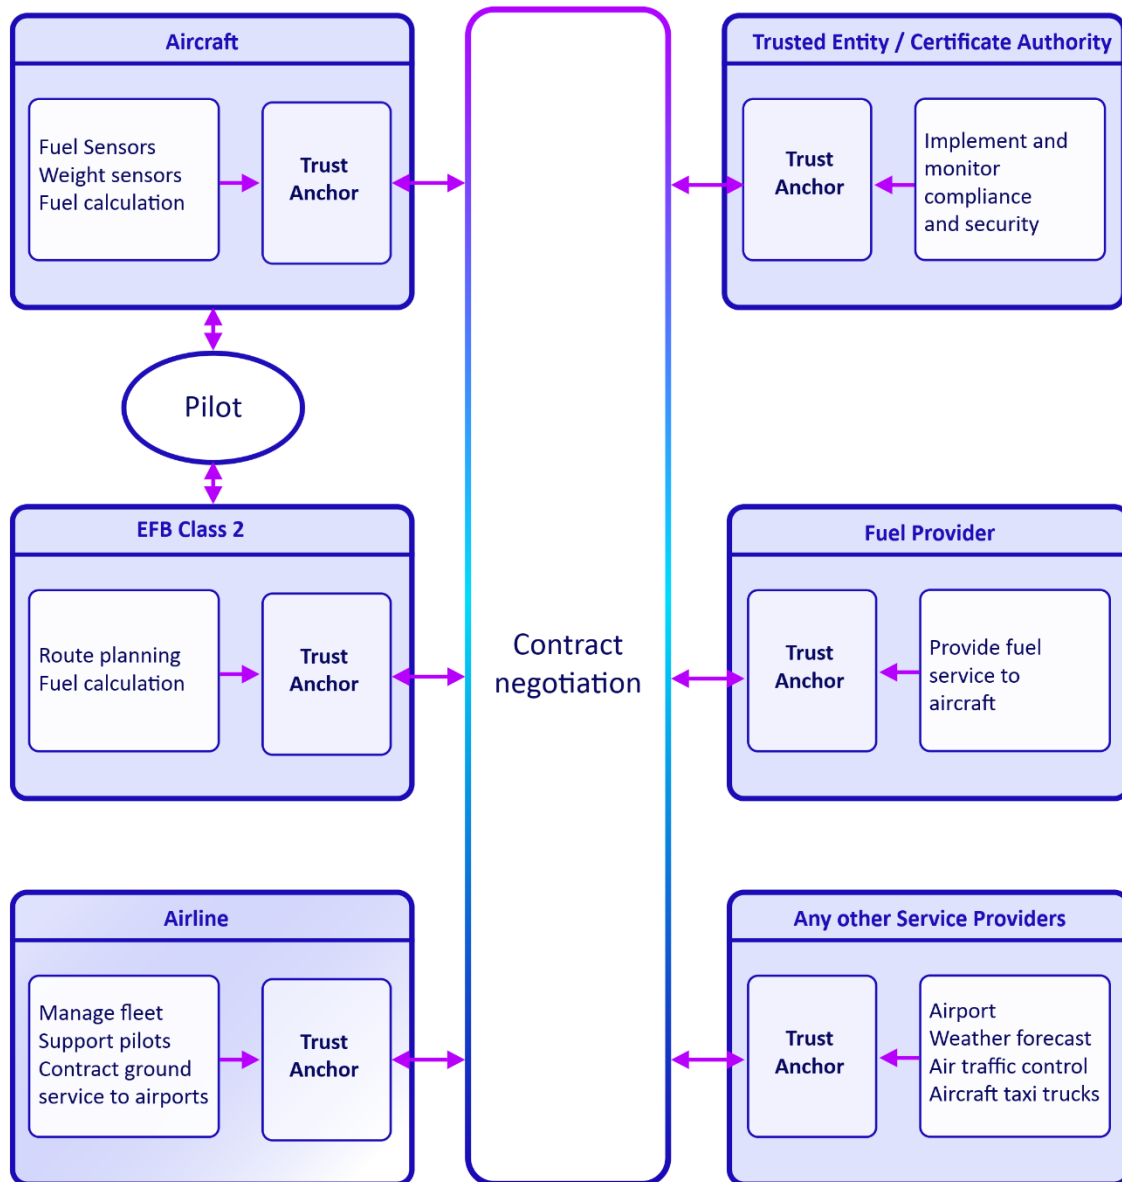 Aircraft
Fuel Sensors
Weight sensors
Fuel calculation
Trust
Anchor
Pilot
EFB Class 2
Route planning
Fuel calculation
Trust
Anchor
Airline
Manage fleet
Support pilots
Contract ground
service to airports
Trust
Anchor
Contract
negotiation
Trusted Entity / Certificate Authority
Trust
Anchor
Implement and
monitor
compliance
and security
Fuel Provider
Trust
Anchor
Provide fuel
service to
aircraft
Any other Service Providers
Trust
Anchor
Airport
Weather forecast
Air traffic control
Aircraft taxi trucks